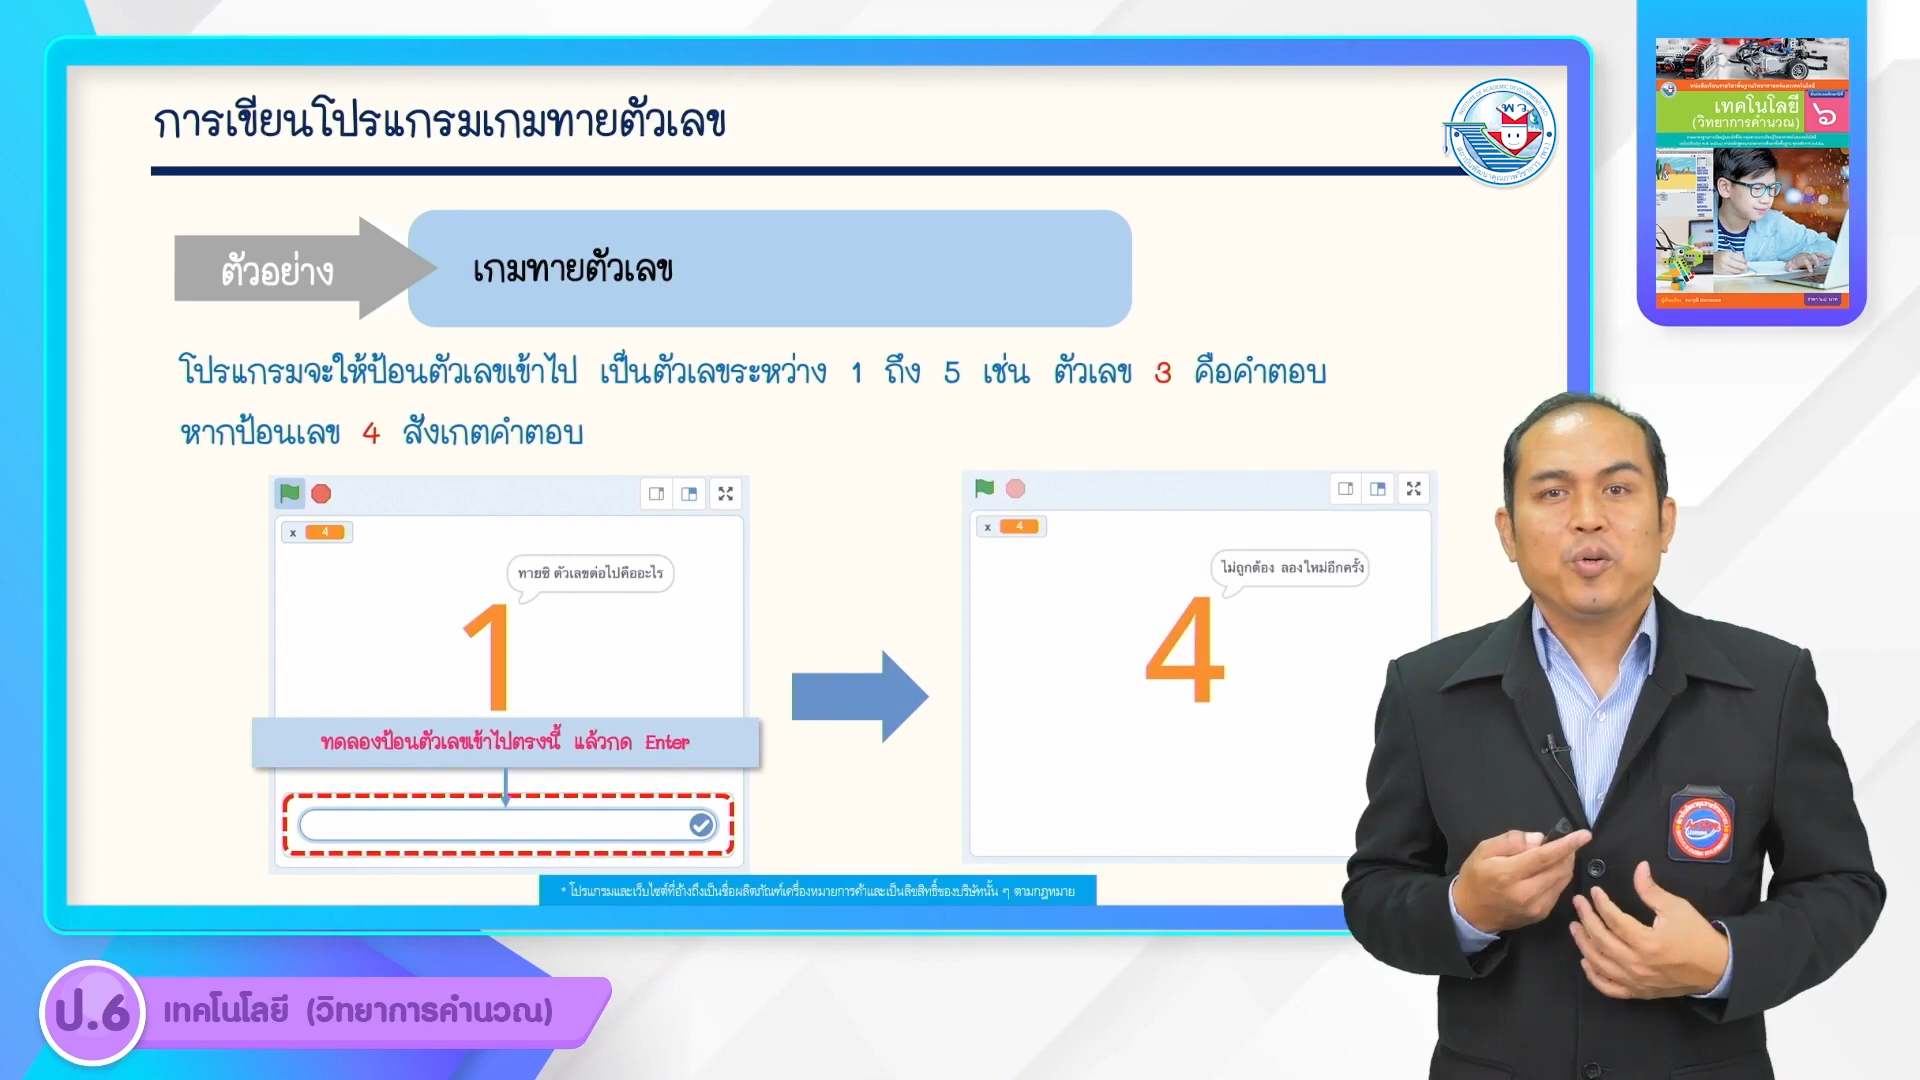 การเขียนโปรแกรมเกมทายตัวเลข
พว
ตัวอย่าง
เกมทายตัวเลข
โปรแกรมจะให้ป้อนตัวเลขเข้าไป เป็นตัวเลขระหว่าง 1 ถึง 5 เช่น ตัวเลข 3 คือคำตอบ
หากป้อนเลข 4 สังเกตคำตอบ
x 4
ทายซิ ตัวเลขต่อไปคืออะไร
1
ทดลองป้อนตัวเลขเข้าไปตรงนี้ แล้วกด Enter
x 4
ไม่ถูกต้อง ลองใหม่อีกครั้ง
4
* โปรแกรมและเว็บไซต์ที่อ้างถึงเป็นชื่อผลิตภัณฑ์เครื่องหมายการค้าและเป็นลิขสิทธิ์ของบริษัทนั้น ๆ ตามกฎหมาย
เทคโนโลยี
(วิทยาการคำนวณ)
๖
ป.6
เทคโนโลยี (วิทยาการคำนวณ)